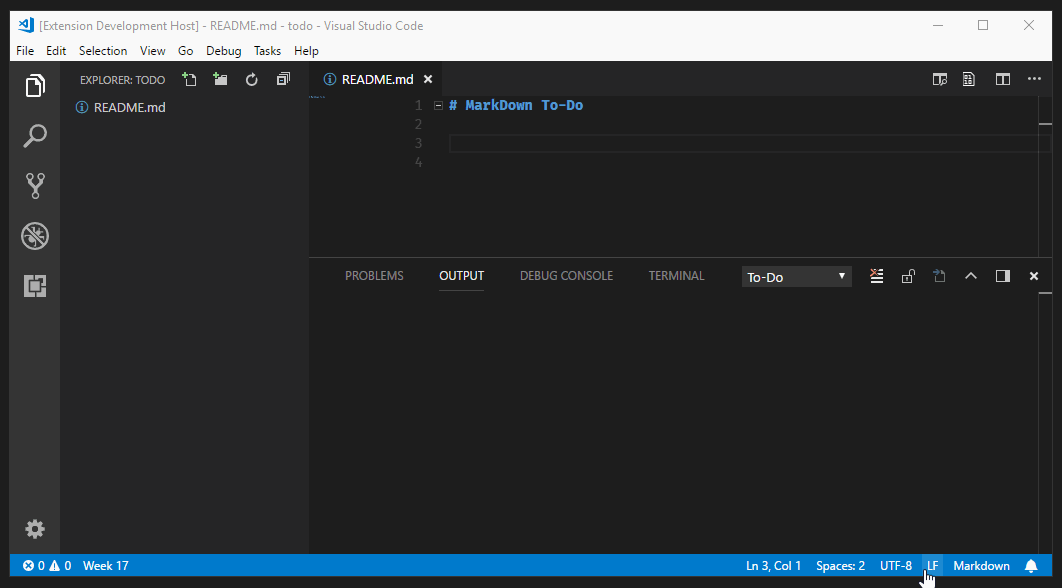 [Extension Development Host] - README.md - todo - Visual Studio Code
File Edit Selection View Go Debug Tasks Help
EXPLORER: TODO
README.md
README.md
1 # MarkDown To-Do
2
3
4
PROBLEMS OUTPUT DEBUG CONSOLE TERMINAL To-Do
0 0 Week 17 Ln 3, Col 1 Spaces: 2 UTF-8 LF Markdown